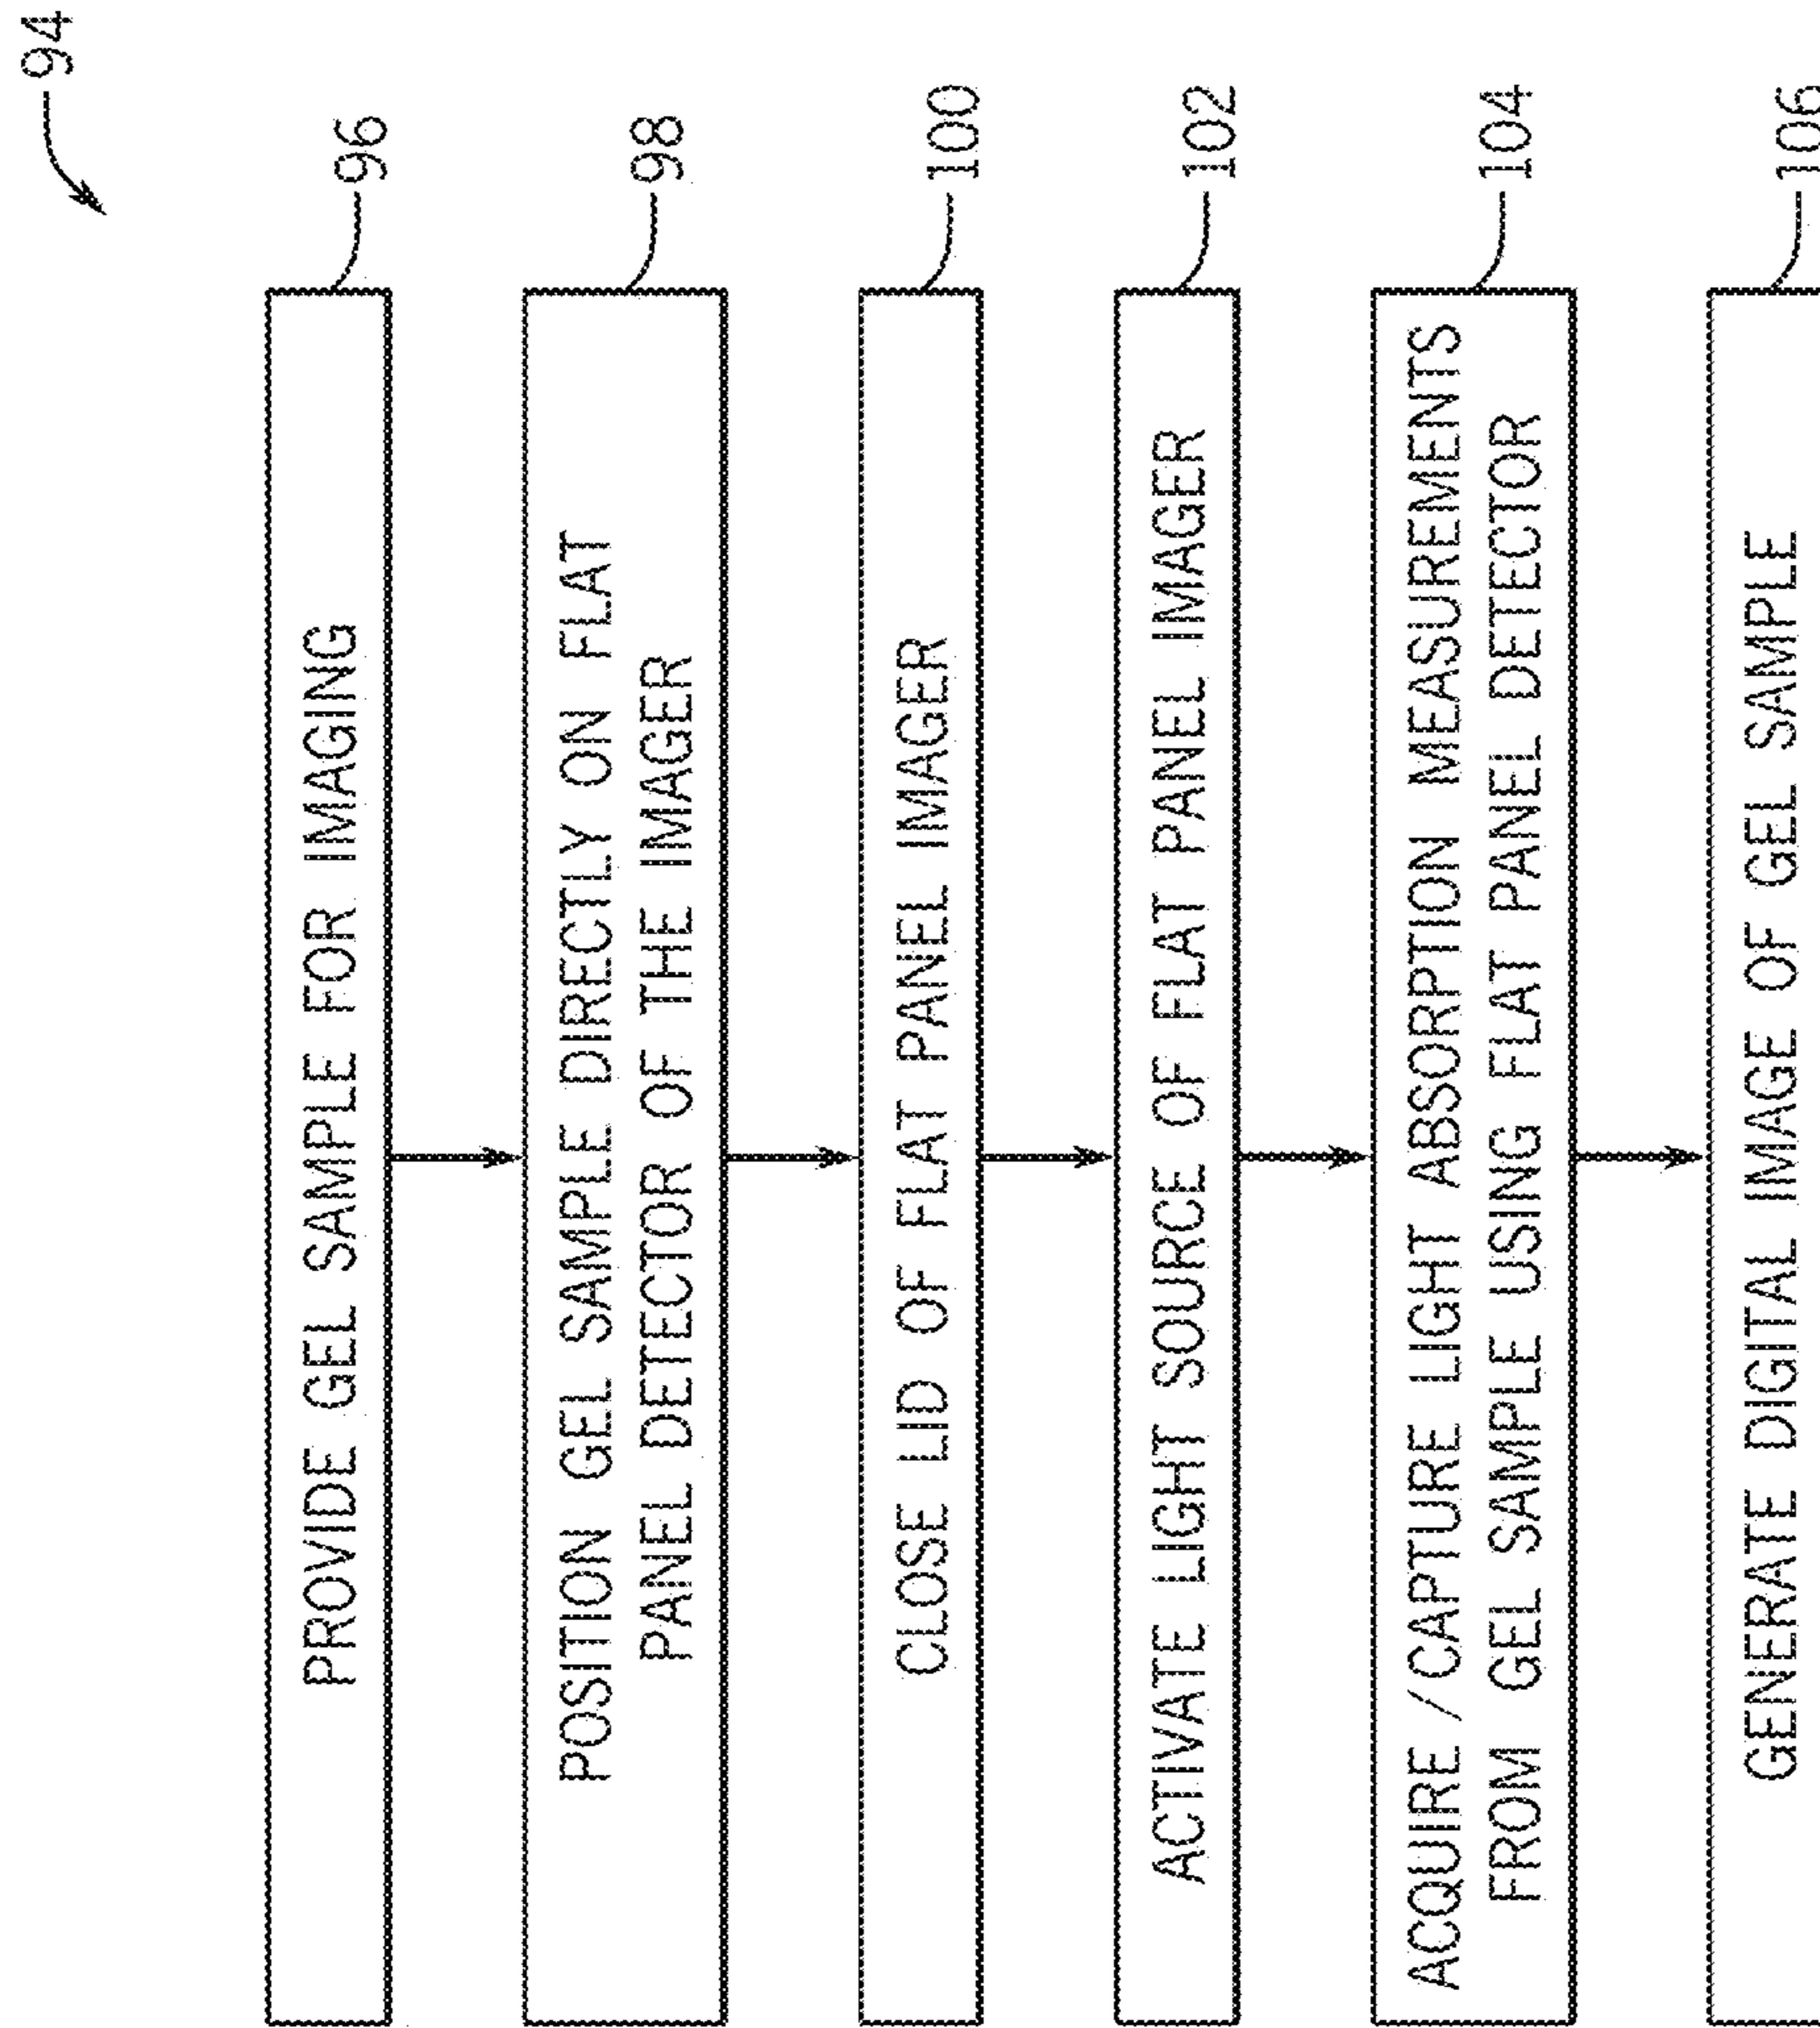 94
PROVIDE GEL SAMPLE FOR IMAGING
96
POSITION GEL SAMPLE DIRECTLY ON FLAT
PANEL DETECTOR OF THE IMAGER
98
CLOSE LID OF FLAT PANEL IMAGER
100
ACTIVATE LIGHT SOURCE OF FLAT PANEL IMAGER
102
ACQUIRE/CAPTURE LIGHT ABSORPTION MEASUREMENTS
FROM GEL SAMPLE USING FLAT PANEL DETECTOR
104
GENERATE DIGITAL IMAGE OF GEL SAMPLE
106